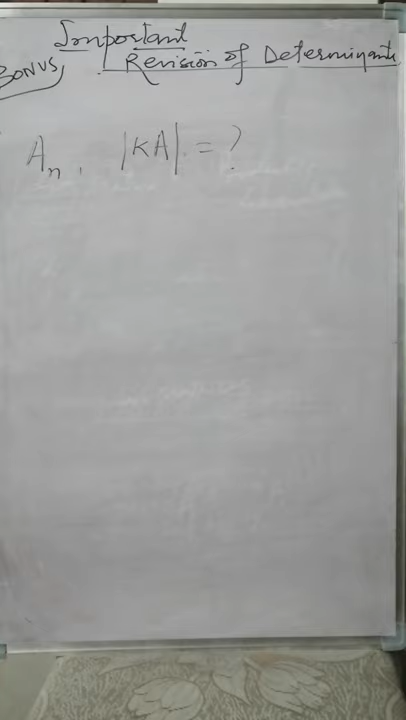 Important
Revision of Determinants
BONUS
An, |KA| = ?